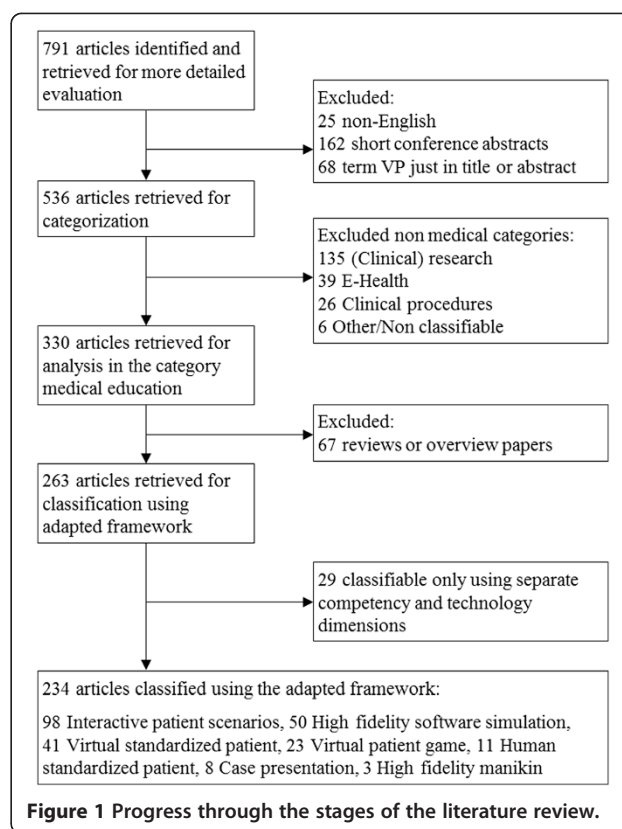 791 articles identified and
retrieved for more detailed
evaluation
Excluded:
25 non-English
162 short conference abstracts
68 term VP just in title or abstract
536 articles retrieved for
categorization
Excluded non medical categories:
135 (Clinical) research
39 E-Health
26 Clinical procedures
6 Other/Non classifiable
330 articles retrieved for
analysis in the category
medical education
Excluded:
67 reviews or overview papers
263 articles retrieved for
classification using
adapted framework
29 classifiable only using separate
competency and technology
dimensions
234 articles classified using the adapted framework:
98 Interactive patient scenarios, 50 High fidelity software simulation,
41 Virtual standardized patient, 23 Virtual patient game, 11 Human
standardized patient, 8 Case presentation, 3 High fidelity manikin
Figure 1 Progress through the stages of the literature review.